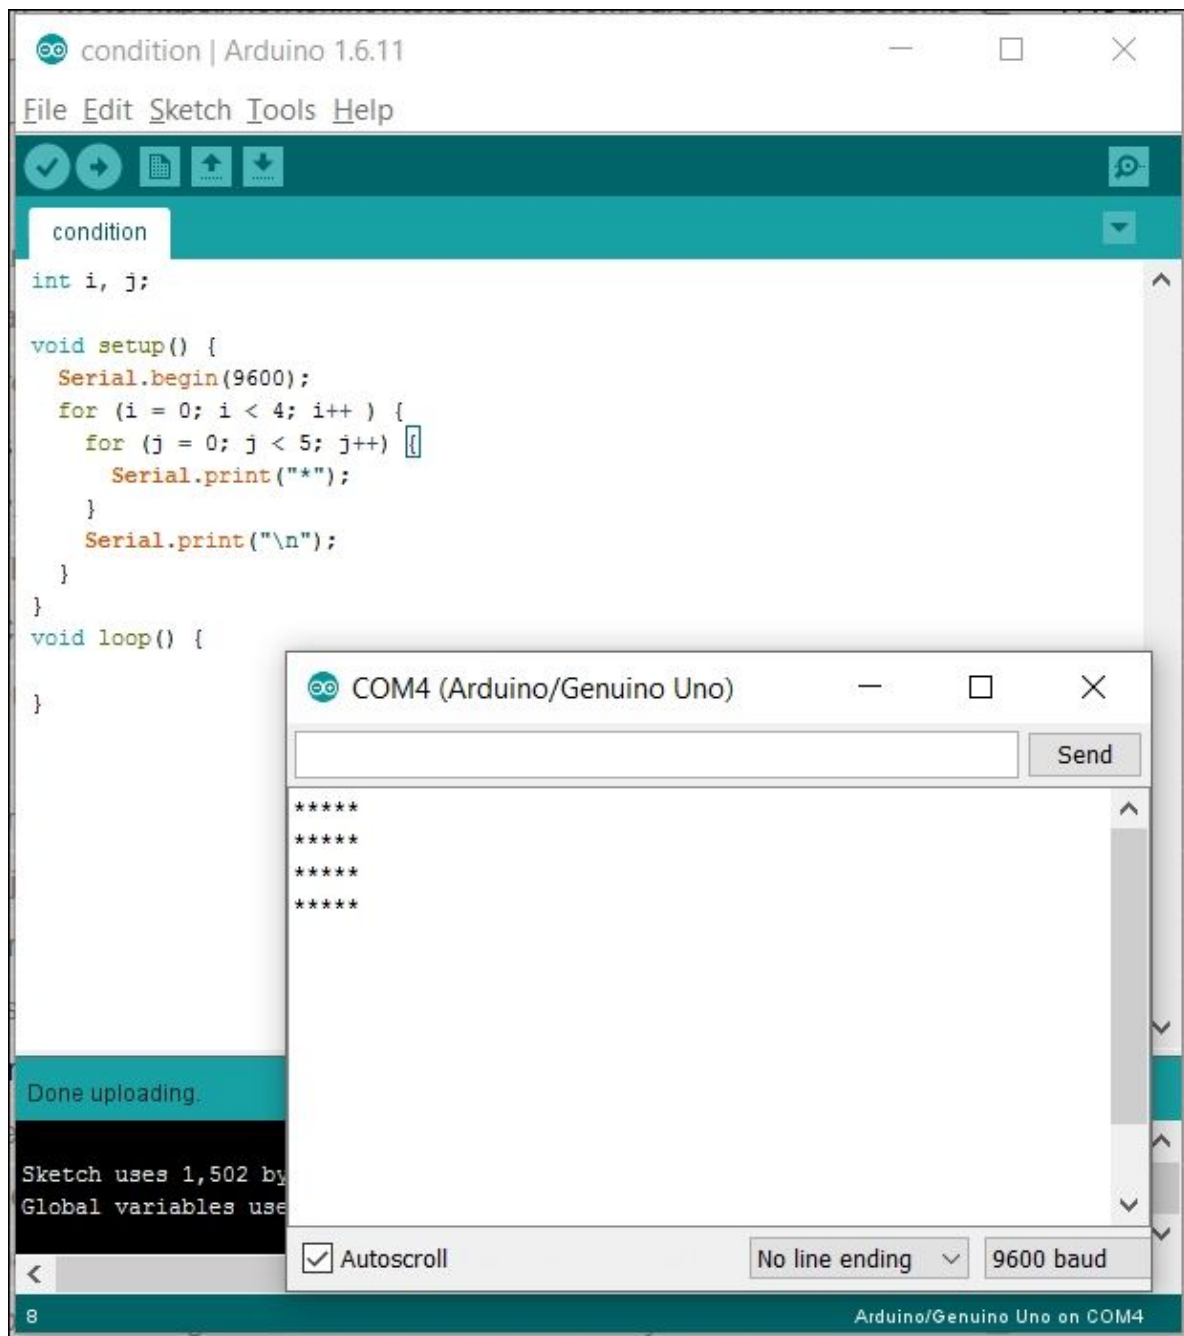 condition | Arduino 1.6.11
File Edit Sketch Tools Help
condition
int i, j;
void setup() {
  Serial.begin(9600);
  for (i = 0; i < 4; i++ ) {
    for (j = 0; j < 5; j++) {
      Serial.print("*");
    }
    Serial.print("\n");
  }
}
void loop() {
}
COM4 (Arduino/Genuino Uno)
Send
*****
*****
*****
*****
Done uploading.
Sketch uses 1,502 by
Global variables use
Autoscroll
No line ending
9600 baud
8
Arduino/Genuino Uno on COM4